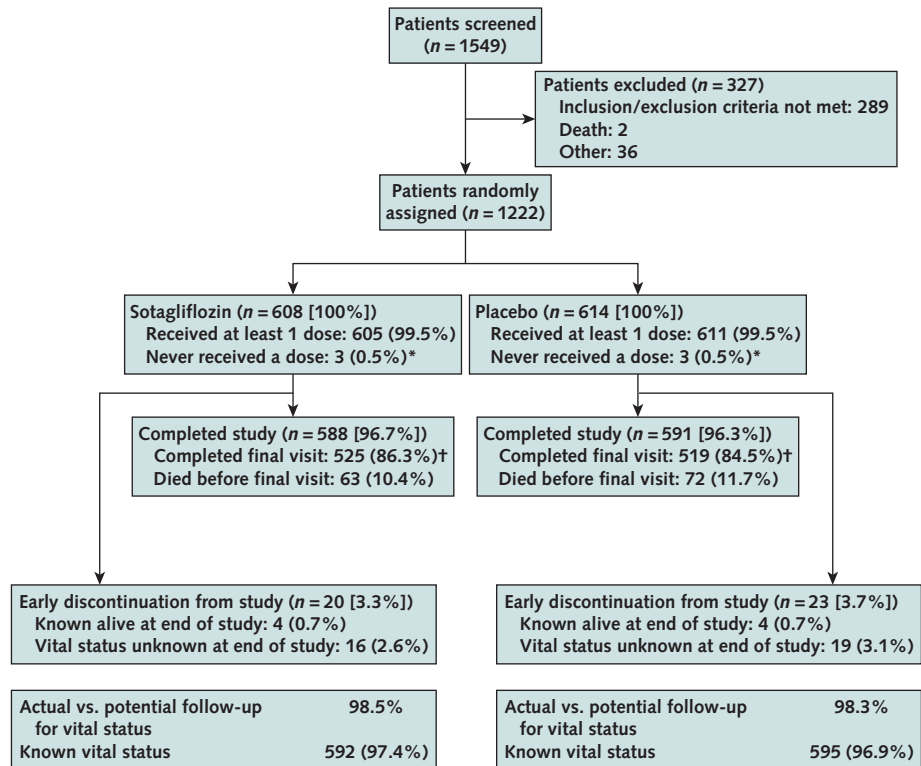 Patients screened
(n = 1549)
Patients excluded (n = 327)
Inclusion/exclusion criteria not met: 289
Death: 2
Other: 36
Patients randomly
assigned (n = 1222)
Sotagliflozin (n = 608 [100%])
Received at least 1 dose: 605 (99.5%)
Never received a dose: 3 (0.5%)*
Placebo (n = 614 [100%])
Received at least 1 dose: 611 (99.5%)
Never received a dose: 3 (0.5%)*
Completed study (n = 588 [96.7%])
Completed final visit: 525 (86.3%)†
Died before final visit: 63 (10.4%)
Completed study (n = 591 [96.3%])
Completed final visit: 519 (84.5%)†
Died before final visit: 72 (11.7%)
Early discontinuation from study (n = 20 [3.3%])
Known alive at end of study: 4 (0.7%)
Vital status unknown at end of study: 16 (2.6%)
Early discontinuation from study (n = 23 [3.7%])
Known alive at end of study: 4 (0.7%)
Vital status unknown at end of study: 19 (3.1%)
Actual vs. potential follow-up 98.5%
for vital status
Known vital status 592 (97.4%)
Actual vs. potential follow-up 98.3%
for vital status
Known vital status 595 (96.9%)